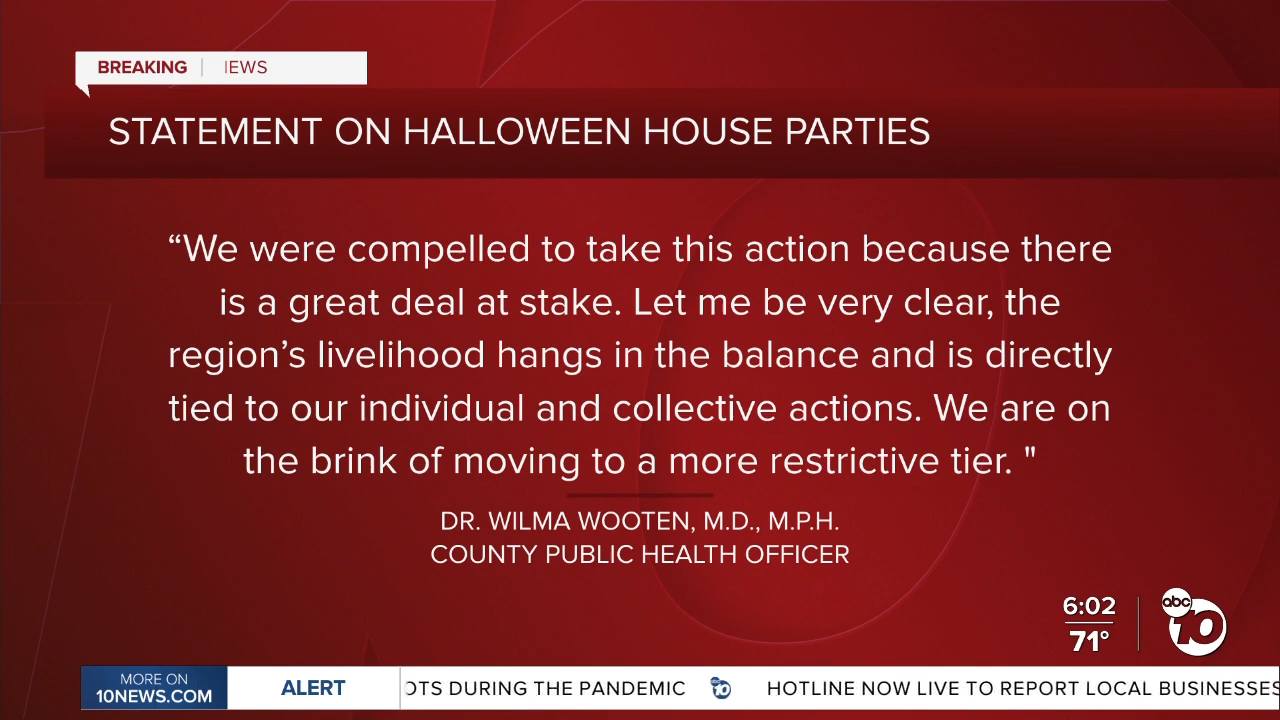 BREAKING | IEWS
STATEMENT ON HALLOWEEN HOUSE PARTIES
“We were compelled to take this action because there
is a great deal at stake. Let me be very clear, the
region’s livelihood hangs in the balance and is directly
tied to our individual and collective actions. We are on
the brink of moving to a more restrictive tier. "
DR. WILMA WOOTEN, M.D., M.P.H.
COUNTY PUBLIC HEALTH OFFICER
6:02
71°
abc
10
MORE ON
10NEWS.COM
ALERT
OTS DURING THE PANDEMIC abc 10 HOTLINE NOW LIVE TO REPORT LOCAL BUSINESSES